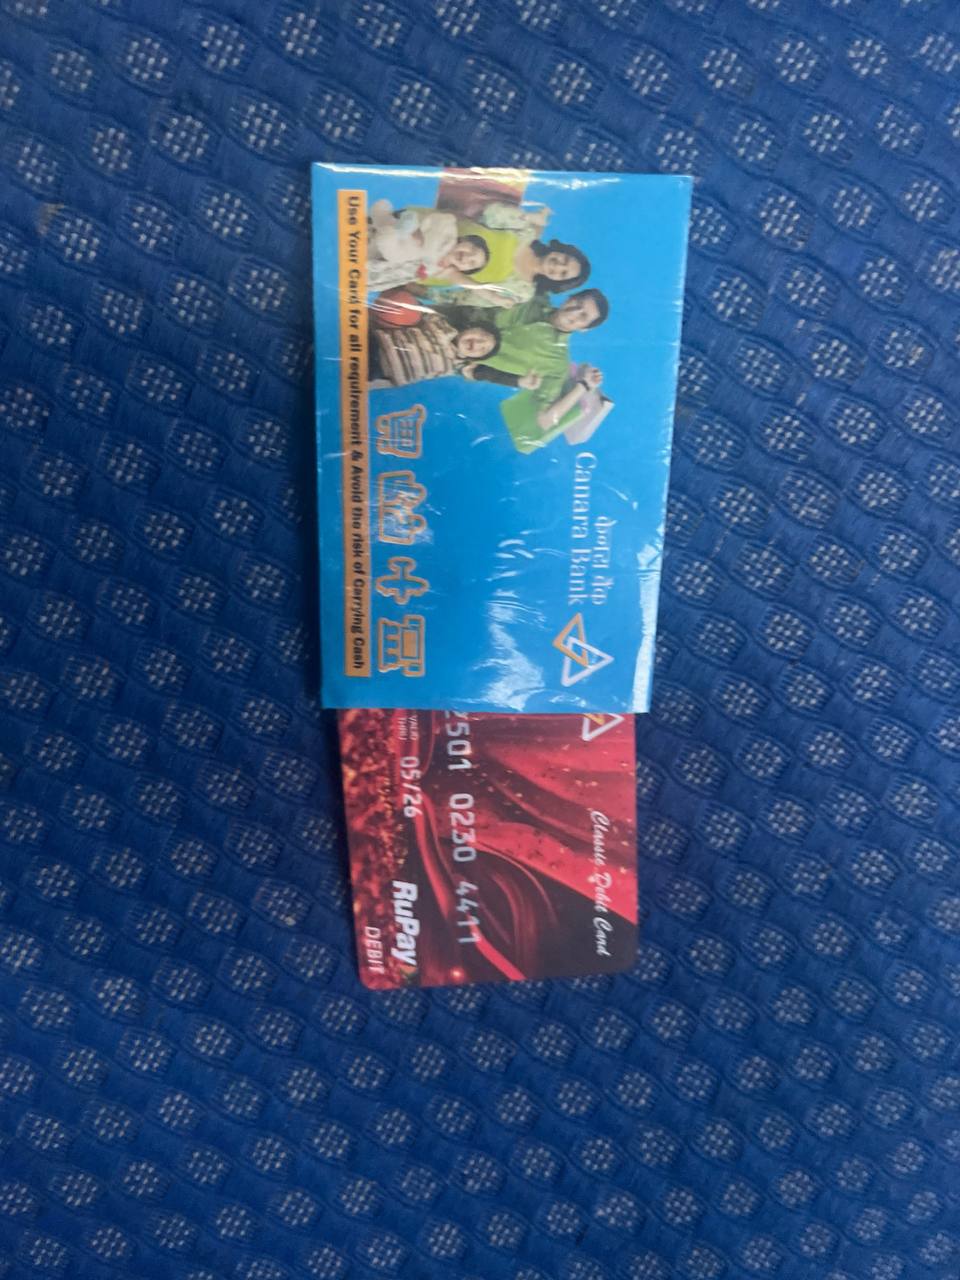 केनरा बैंक
Canara Bank
Use Your Card for all requirement & Avoid the risk of Carrying Cash
Classic Debit Card
2501 0230 4411
VALID
THRU 05/26
RuPay
DEBIT